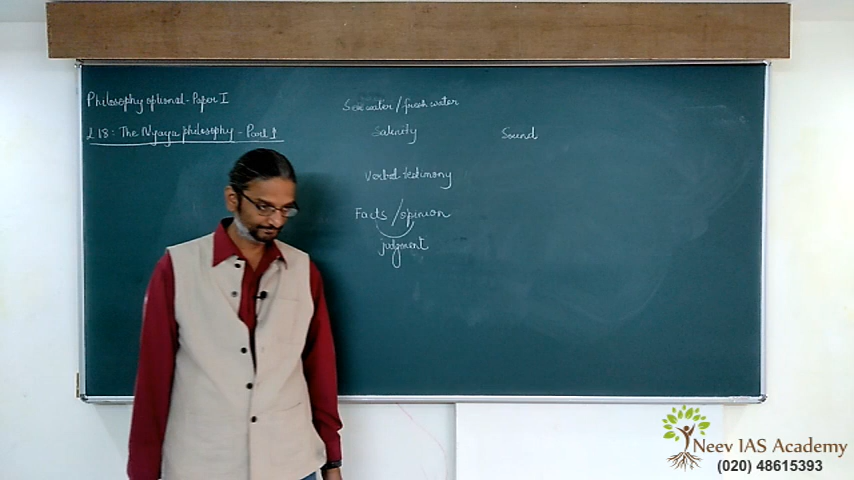 Philosophy optional - Paper I
L 18: The Nyaya philosophy - Part 1
Sea water / fresh water
Salinity
Sound
Verbal testimony
Facts / opinion
judgment
Neev IAS Academy
(020) 48615393